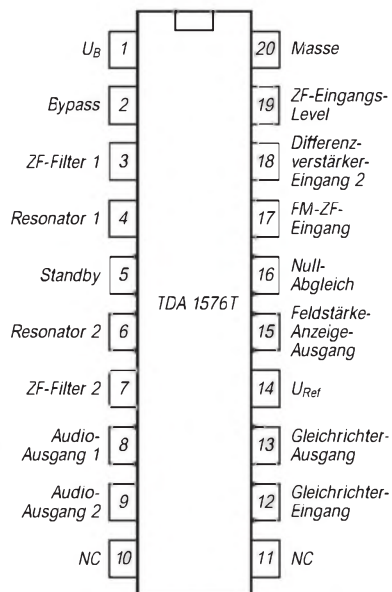 U_B 1
20 Masse
Bypass 2
19 ZF-Eingangs-
Level
ZF-Filter 1 3
18 Differenz-
verstärker-
Eingang 2
Resonator 1 4
17 FM-ZF-
Eingang
Standby 5
16 Null-
Abgleich
TDA 1576T
Resonator 2 6
15 Feldstärke-
Anzeige-
Ausgang
ZF-Filter 2 7
14 U_Ref
Audio-
Ausgang 1 8
13 Gleichrichter-
Ausgang
Audio-
Ausgang 2 9
12 Gleichrichter-
Eingang
NC 10
11 NC